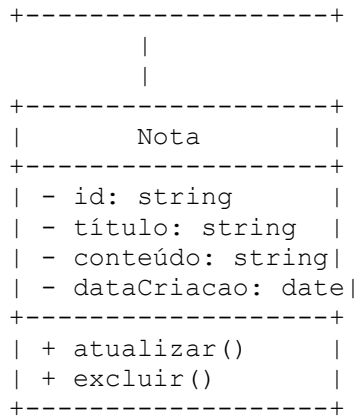 +-------------------+
|
|
+-------------------+
| Nota |
+-------------------+
| - id: string |
| - título: string |
| - conteúdo: string|
| - dataCriacao: date|
+-------------------+
| + atualizar() |
| + excluir() |
+-------------------+